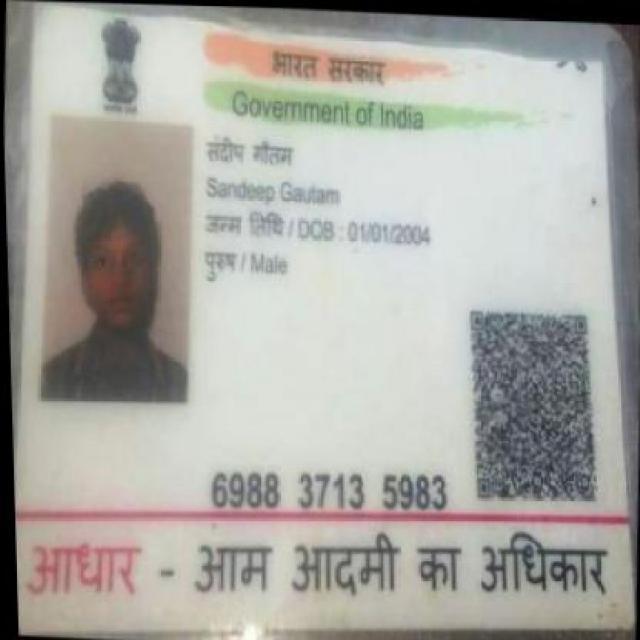 भारत सरकार
Government of India
संदीप गौतम
Sandeep Gautam
जन्म तिथि / DOB : 01/01/2004
पुरुष / Male
6988 3713 5983
आधार - आम आदमी का अधिकार